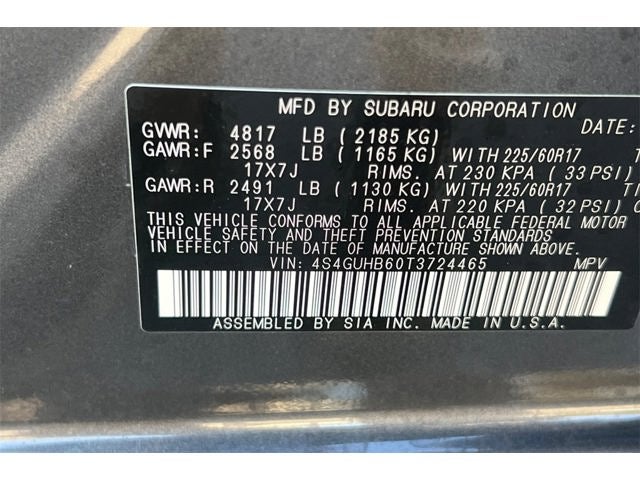 MFD BY SUBARU CORPORATION
DATE:
GVWR: 4817 LB ( 2185 KG)
GAWR:F 2568 LB ( 1165 KG) WITH 225/60R17 T
17X7J RIMS. AT 230 KPA ( 33 PSI)
GAWR:R 2491 LB ( 1130 KG) WITH 225/60R17 TI
17X7J RIMS. AT 220 KPA ( 32 PSI) C
THIS VEHICLE CONFORMS TO ALL APPLICABLE FEDERAL MOTOR
VEHICLE SAFETY AND THEFT PREVENTION STANDARDS
IN EFFECT ON THE DATE OF MANUFACTURE SHOWN ABOVE.
VIN: 4S4GUHB60T3724465 MPV
ASSEMBLED BY SIA INC. MADE IN U.S.A.